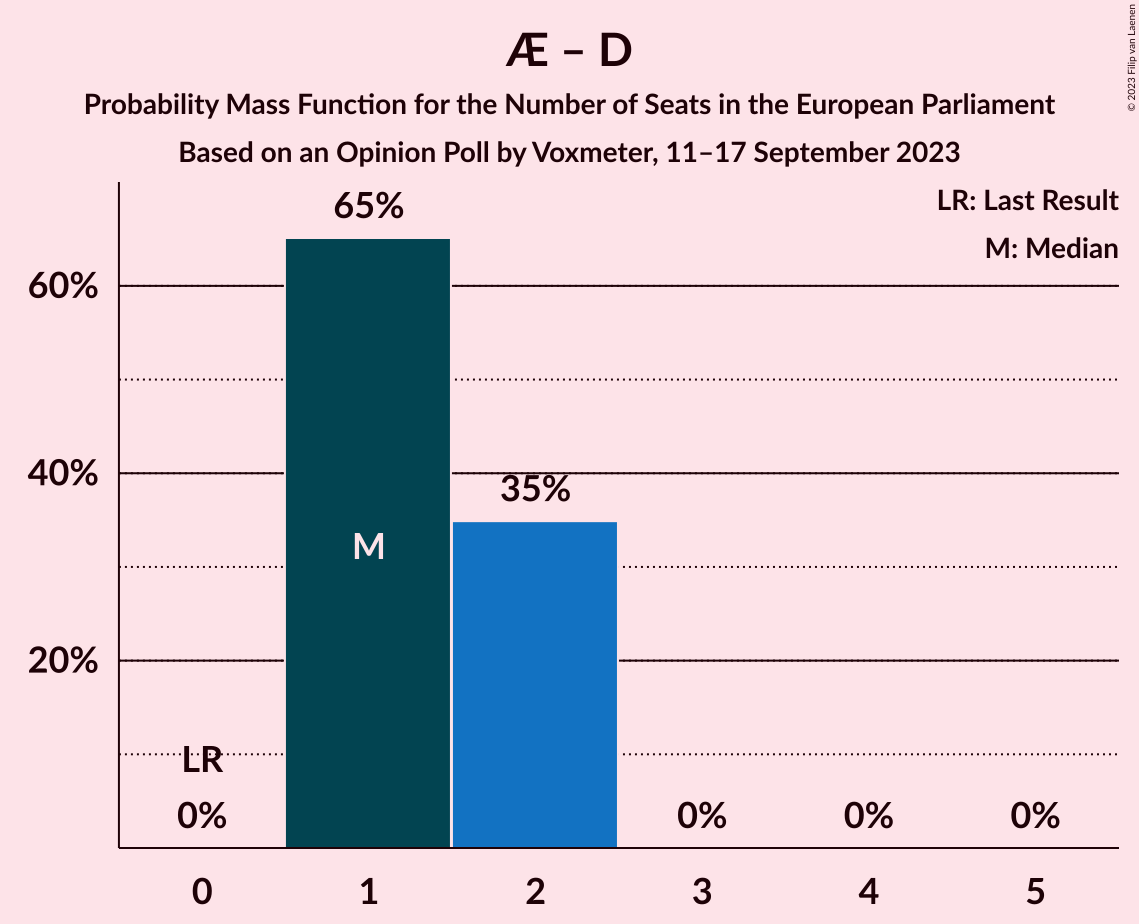 Æ – D
Probability Mass Function for the Number of Seats in the European Parliament
Based on an Opinion Poll by Voxmeter, 11–17 September 2023
© 2023 Filip van Laenen
LR: Last Result
M: Median
65%
60%
40%
35%
M
20%
LR
0%
0%
0%
0%
0 1 2 3 4 5